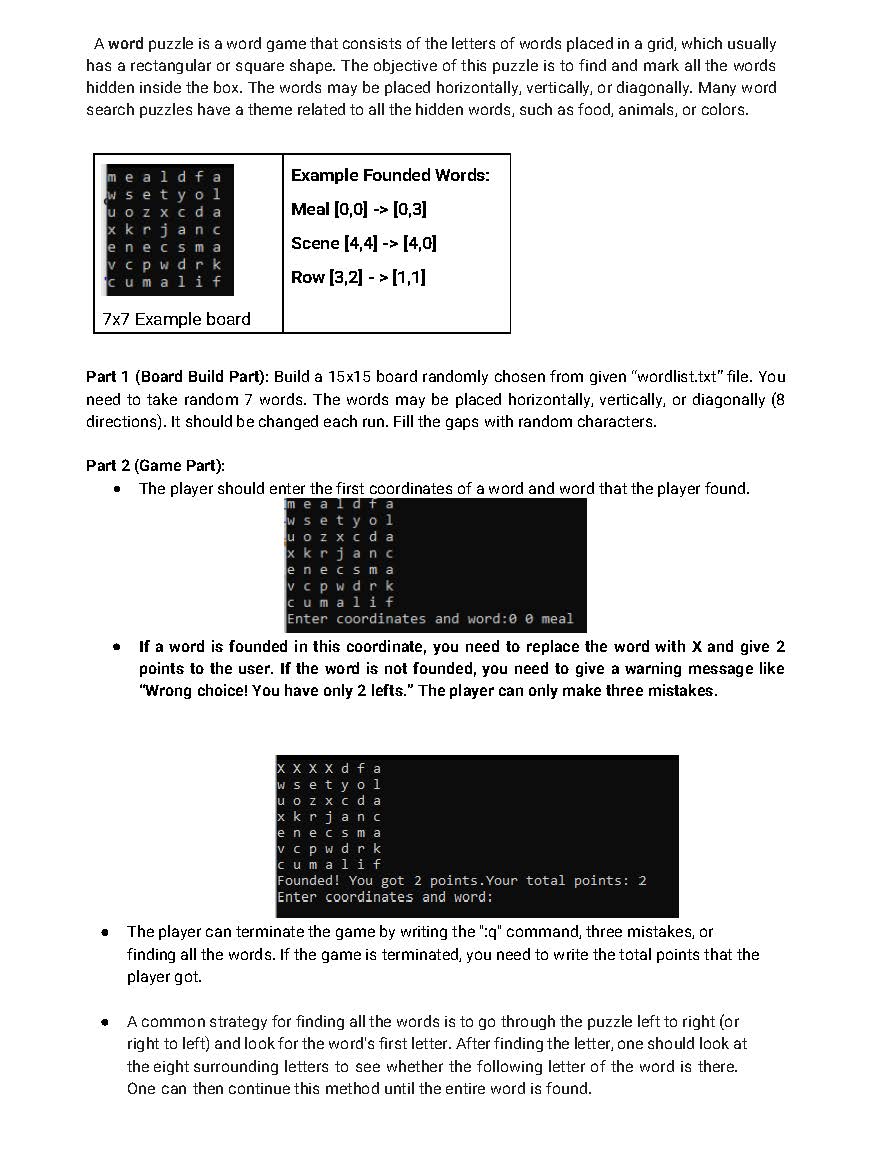 A word puzzle is a word game that consists of the letters of words placed in a grid, which usually
has a rectangular or square shape. The objective of this puzzle is to find and mark all the words
hidden inside the box. The words may be placed horizontally, vertically, or diagonally. Many word
search puzzles have a theme related to all the hidden words, such as food, animals, or colors.
m e a l d f a
w s e t y o l
u o z x c d a
x k r j a n c
e n e c s m a
v c p w d r k
c u m a l i f
7x7 Example board
Example Founded Words:
Meal [0,0] -> [0,3]
Scene [4,4] -> [4,0]
Row [3,2] - > [1,1]
Part 1 (Board Build Part): Build a 15x15 board randomly chosen from given “wordlist.txt” file. You
need to take random 7 words. The words may be placed horizontally, vertically, or diagonally (8
directions). It should be changed each run. Fill the gaps with random characters.
Part 2 (Game Part):
• The player should enter the first coordinates of a word and word that the player found.
m e a l d f a
w s e t y o l
u o z x c d a
x k r j a n c
e n e c s m a
v c p w d r k
c u m a l i f
Enter coordinates and word:0 0 meal
• If a word is founded in this coordinate, you need to replace the word with X and give 2
points to the user. If the word is not founded, you need to give a warning message like
“Wrong choice! You have only 2 lefts.” The player can only make three mistakes.
X X X X d f a
w s e t y o l
u o z x c d a
x k r j a n c
e n e c s m a
v c p w d r k
c u m a l i f
Founded! You got 2 points.Your total points: 2
Enter coordinates and word:
• The player can terminate the game by writing the ":q" command, three mistakes, or
finding all the words. If the game is terminated, you need to write the total points that the
player got.
• A common strategy for finding all the words is to go through the puzzle left to right (or
right to left) and look for the word's first letter. After finding the letter, one should look at
the eight surrounding letters to see whether the following letter of the word is there.
One can then continue this method until the entire word is found.